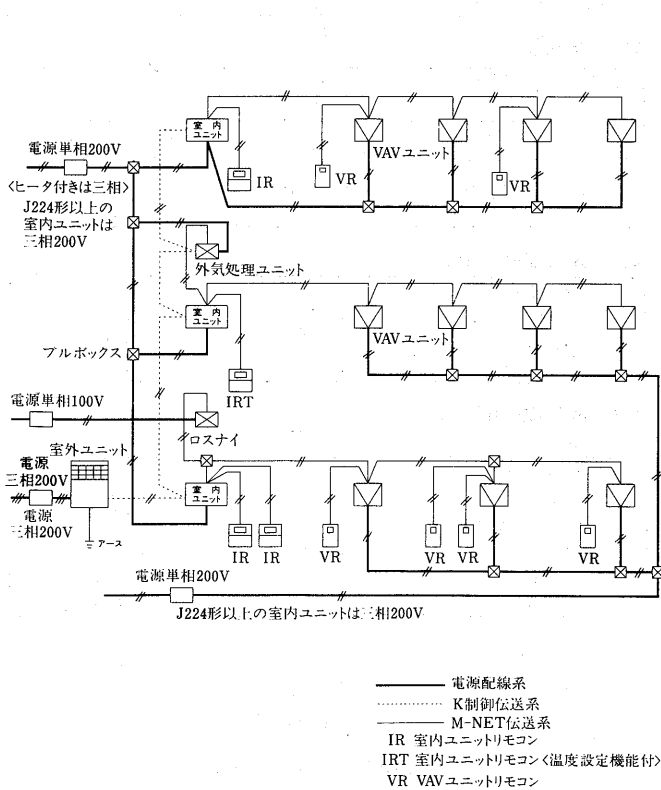 室内
ユニット
電源単相200V
VAVユニット
IR
VR
VR
〈ヒータ付きは三相〉
J224形以上の
室内ユニットは
三相200V
外気処理ユニット
室内
ユニット
VAVユニット
プルボックス
IRT
電源単相100V
ロスナイ
室外ユニット
電源
三相200V
室内
ユニット
電源
三相200V
アース
IR
IR
VR
VR
VR
VR
電源単相200V
J224形以上の室内ユニットは三相200V
電源配線系
K制御伝送系
M-NET伝送系
IR 室内ユニットリモコン
IRT 室内ユニットリモコン〈温度設定機能付〉
VR VAVユニットリモコン